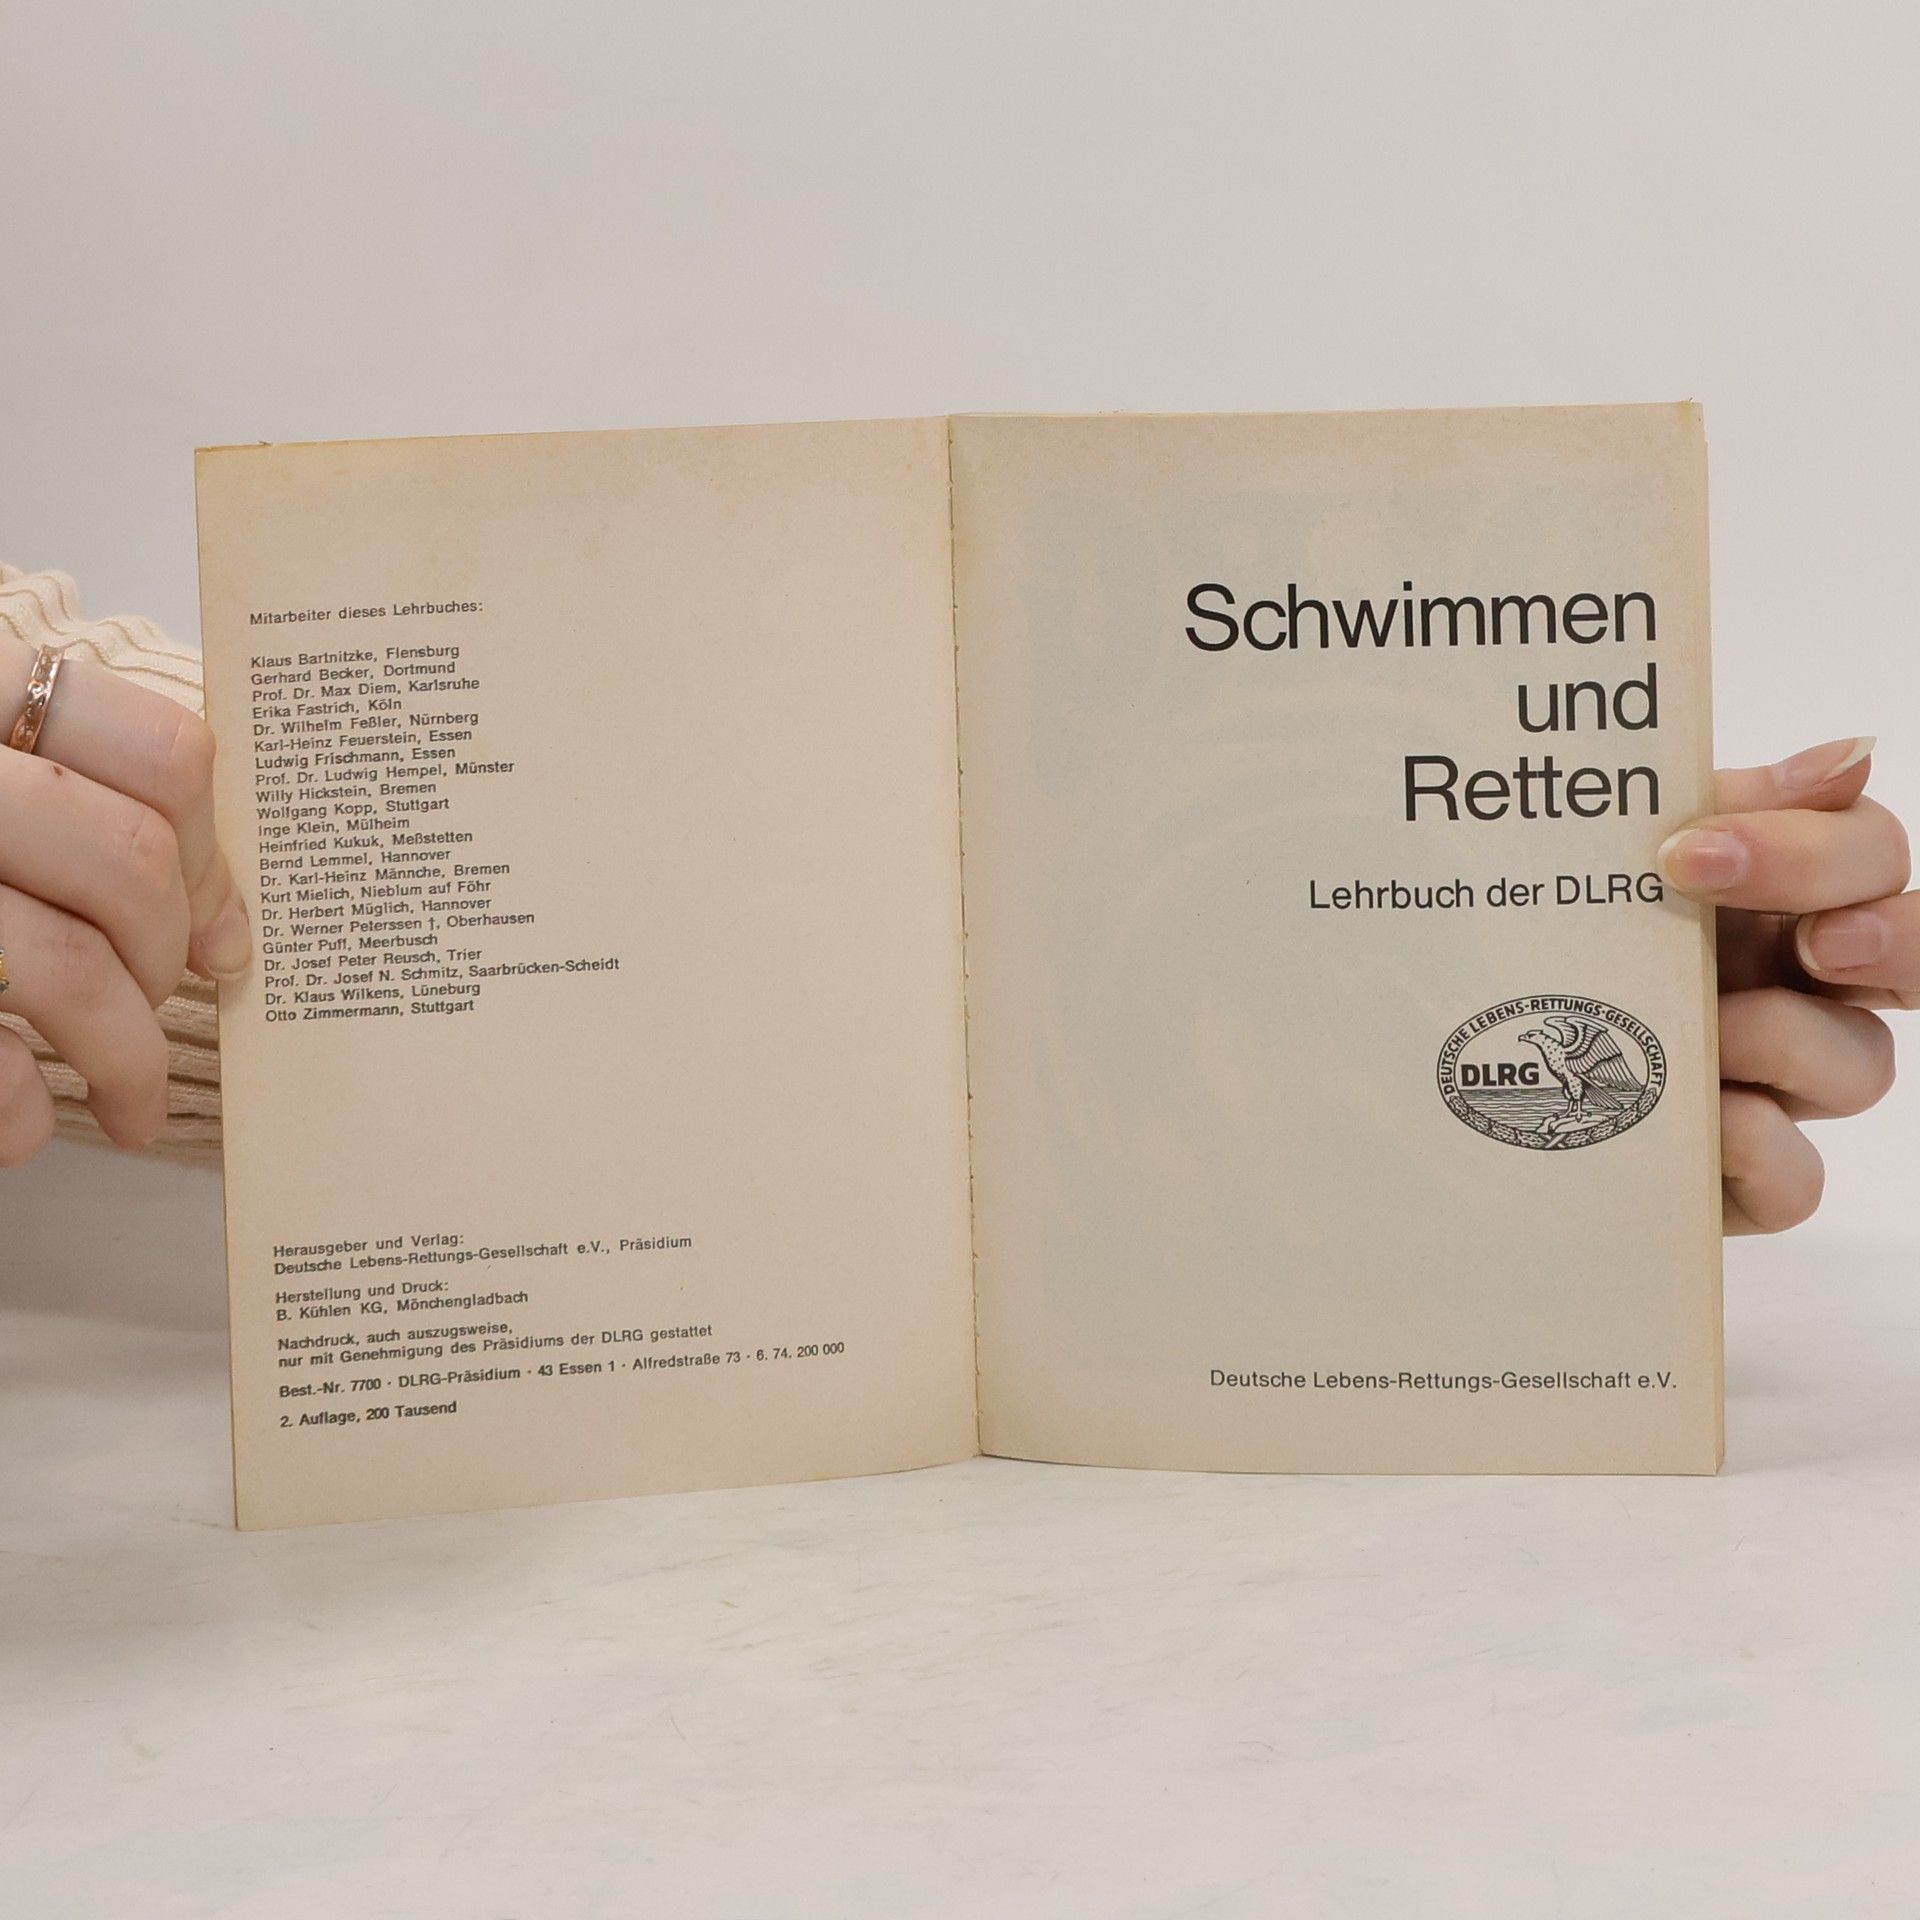 Mitarbeiter dieses Lehrbuches:
Klaus Bartnitzke, Flensburg
Gerhard Becker, Dortmund
Prof. Dr. Max Diem, Karlsruhe
Erika Fastrich, Köln
Dr. Wilhelm Feßler, Nürnberg
Karl-Heinz Feuerstein, Essen
Ludwig Frischmann, Essen
Prof. Dr. Ludwig Hempel, Münster
Willy Hickstein, Bremen
Wolfgang Kopp, Stuttgart
Inge Klein, Mülheim
Heinfried Kukuk, Meßstetten
Bernd Lemmel, Hannover
Dr. Karl-Heinz Männche, Bremen
Kurt Mielich, Nieblum auf Föhr
Dr. Herbert Müglich, Hannover
Dr. Werner Peterssen †, Oberhausen
Günter Puff, Meerbusch
Dr. Josef Peter Reusch, Trier
Prof. Dr. Josef N. Schmitz, Saarbrücken-Scheidt
Dr. Klaus Wilkens, Lüneburg
Otto Zimmermann, Stuttgart
Herausgeber und Verlag:
Deutsche Lebens-Rettungs-Gesellschaft e.V., Präsidium
Herstellung und Druck:
B. Kühlen KG, Mönchengladbach
Nachdruck, auch auszugsweise,
nur mit Genehmigung des Präsidiums der DLRG gestattet
Best.-Nr. 7700 · DLRG-Präsidium · 43 Essen 1 · Alfredstraße 73 · 6. 74. 200 000
2. Auflage, 200 Tausend
Schwimmen
und
Retten
Lehrbuch der DLRG
DEUTSCHE LEBENS-RETTUNGS-GESELLSCHAFT
DLRG
Deutsche Lebens-Rettungs-Gesellschaft e.V.